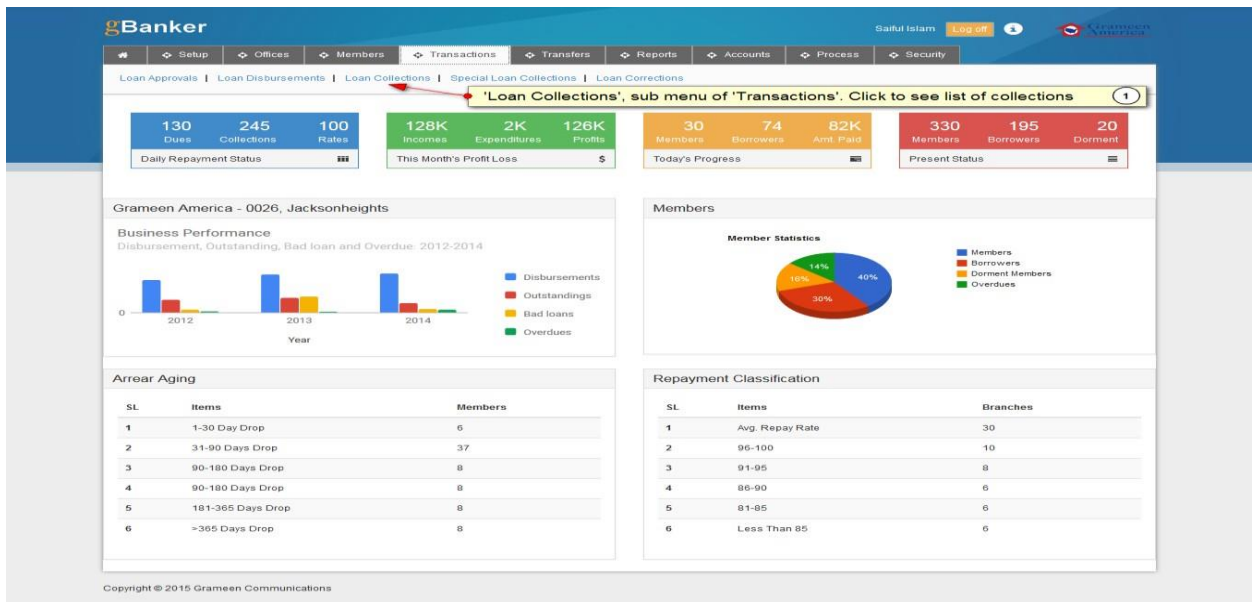 gBanker
Saiful Islam Log off i Grameen America
Setup Offices Members Transactions Transfers Reports Accounts Process Security
Loan Approvals | Loan Disbursements | Loan Collections | Special Loan Collections | Loan Corrections
'Loan Collections', sub menu of 'Transactions'. Click to see list of collections 1
130 245 100 128K 2K 126K 30 74 82K 330 195 20
Dues Collections Rates Incomes Expenditures Profits Members Borrowers Amt. Paid Members Borrowers Dorment
Daily Repayment Status This Month's Profit Loss $ Today's Progress Present Status
Grameen America - 0026, Jacksonheights
Business Performance
Disbursement, Outstanding, Bad loan and Overdue: 2012-2014
Disbursements
Outstandings
Bad loans
Overdues
0
2012 2013 2014
Year
Members
Member Statistics
14%
16% 40%
30%
Members
Borrowers
Dorment Members
Overdues
Arrear Aging
SL Items Members
1 1-30 Day Drop 6
2 31-90 Days Drop 37
3 90-180 Days Drop 8
4 90-180 Days Drop 8
5 181-365 Days Drop 8
6 >365 Days Drop 8
Repayment Classification
SL Items Branches
1 Avg. Repay Rate 30
2 96-100 10
3 91-95 8
4 86-90 6
5 81-85 6
6 Less Than 85 6
Copyright © 2015 Grameen Communications